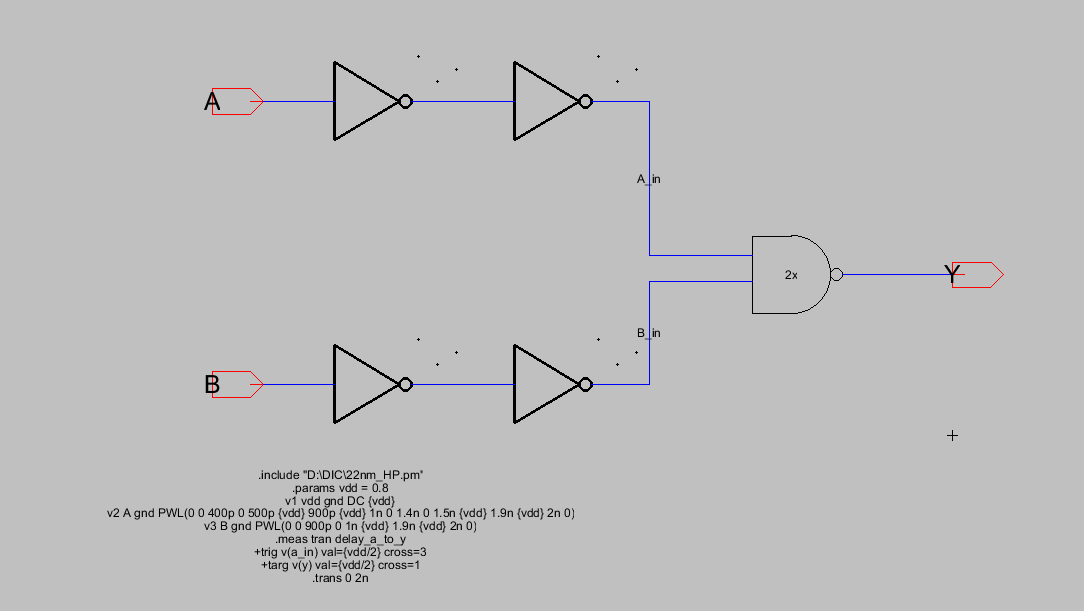 A
A_in
2x
Y
B_in
B
.include "D:\DIC\22nm_HP.pm"
.params vdd = 0.8
v1 vdd gnd DC {vdd}
v2 A gnd PWL(0 0 400p 0 500p {vdd} 900p {vdd} 1n 0 1.4n 0 1.5n {vdd} 1.9n {vdd} 2n 0)
v3 B gnd PWL(0 0 900p 0 1n {vdd} 1.9n {vdd} 2n 0)
.meas tran delay_a_to_y
+trig v(a_in) val={vdd/2} cross=3
+targ v(y) val={vdd/2} cross=1
.trans 0 2n